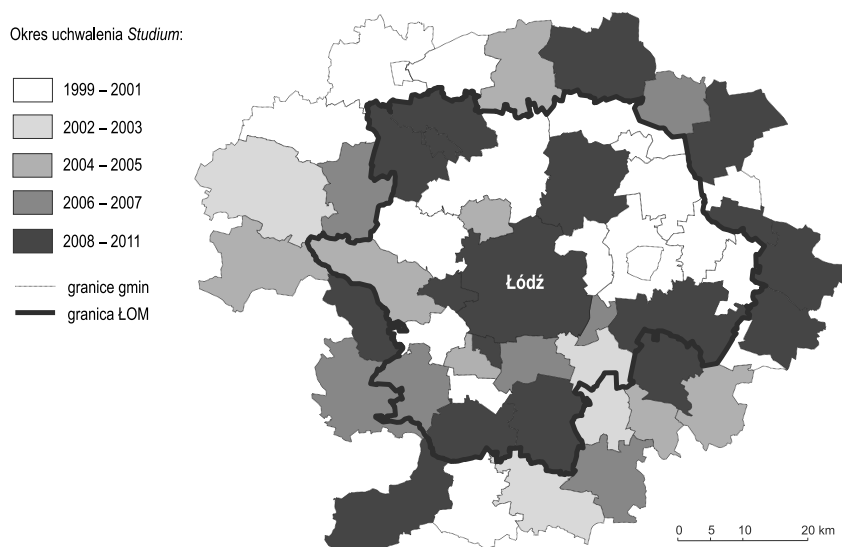 Okres uchwalenia Studium:
1999 – 2001
2002 – 2003
2004 – 2005
2006 – 2007
2008 – 2011
granice gmin
granica ŁOM
Łódź
0 5 10 20 km